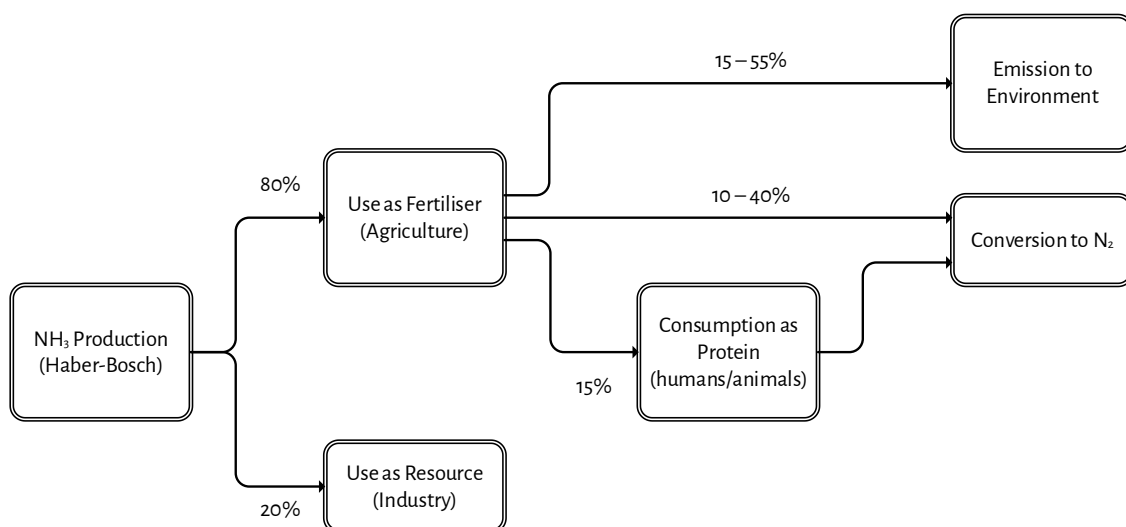 15 – 55%
Emission to
Environment
80%
Use as Fertiliser
(Agriculture)
10 – 40%
Conversion to N₂
NH₃ Production
(Haber-Bosch)
Consumption as
Protein
(humans/animals)
15%
Use as Resource
(Industry)
20%